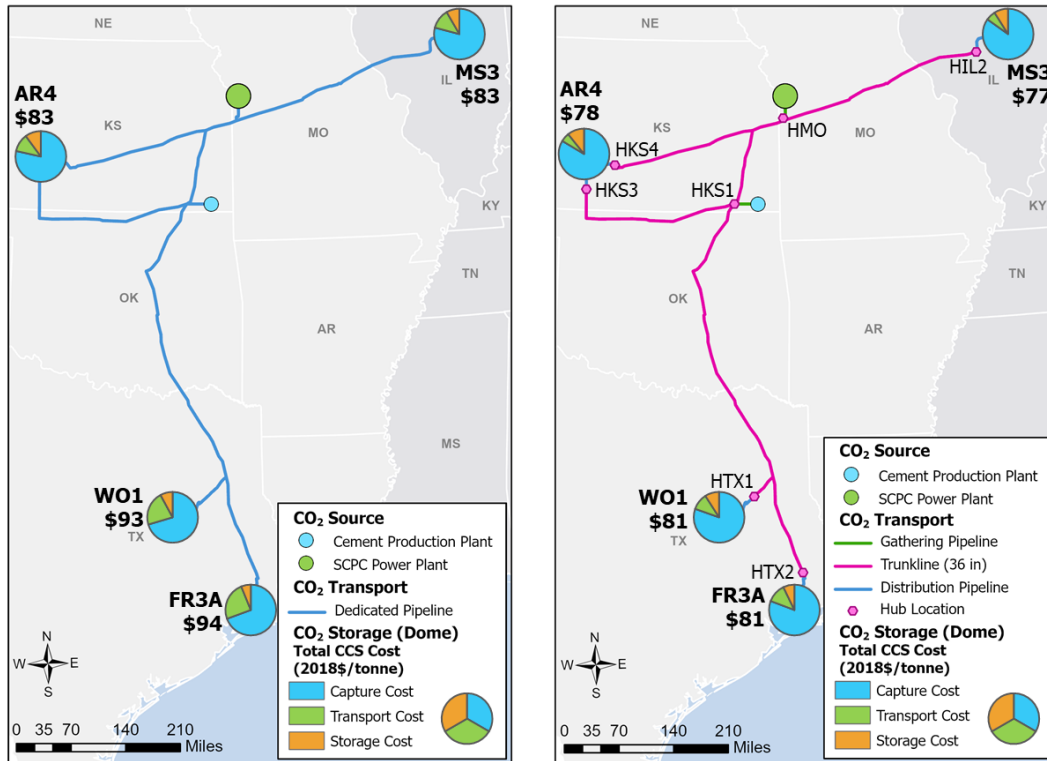 NE
MS3
$83
IL
AR4
$83
KS
MO
KY
TN
OK
AR
MS
WO1
$93
TX
FR3A
$94
N
W
E
S
0 35 70 140 210
Miles
CO₂ Source
Cement Production Plant
SCPC Power Plant
CO₂ Transport
Dedicated Pipeline
CO₂ Storage (Dome)
Total CCS Cost
(2018$/tonne)
Capture Cost
Transport Cost
Storage Cost
NE
HIL2
IL
MS3
$77
AR4
$78
KS
HMO
MO
HKS4
HKS3
HKS1
KY
TN
OK
AR
HTX1
WO1
$81
TX
HTX2
FR3A
$81
N
W
E
S
0 35 70 140 210
Miles
CO₂ Source
Cement Production Plant
SCPC Power Plant
CO₂ Transport
Gathering Pipeline
Trunkline (36 in)
Distribution Pipeline
Hub Location
CO₂ Storage (Dome)
Total CCS Cost
(2018$/tonne)
Capture Cost
Transport Cost
Storage Cost